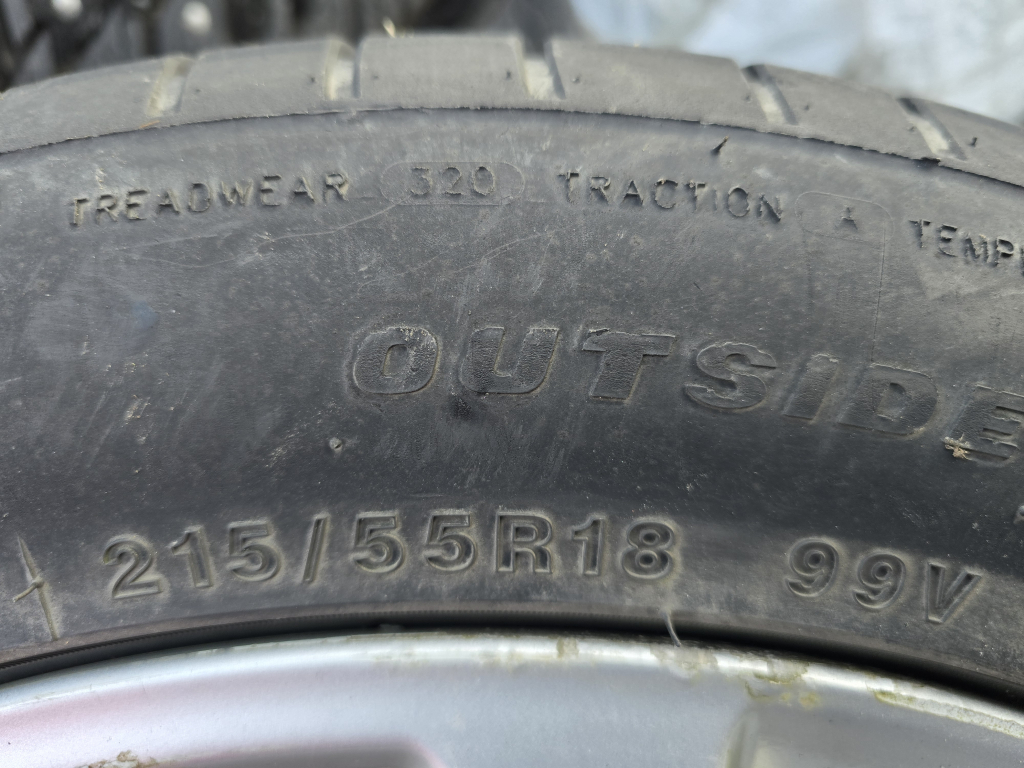 TREADWEAR 320 TRACTION A
OUTSIDE
215/55R18 99V